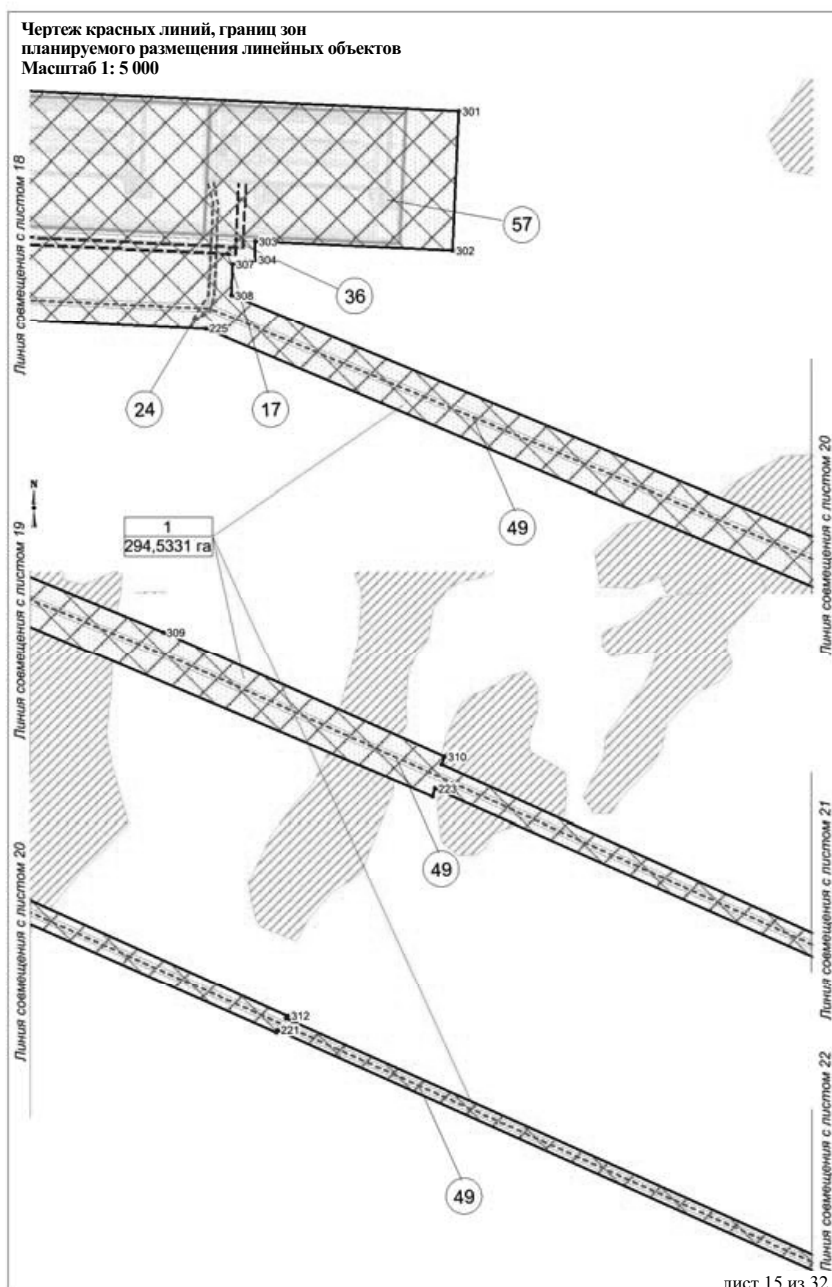 Чертеж красных линий, границ зон
планируемого размещения линейных объектов
Масштаб 1: 5 000
301
Линия совмещения с листом 18
57
303
302
304
307
36
308
225
24
17
Линия совмещения с листом 20
N
1
294,5331 га
49
Линия совмещения с листом 19
309
310
223
Линия совмещения с листом 21
49
Линия совмещения с листом 20
312
221
Линия совмещения с листом 22
49
лист 15 из 32